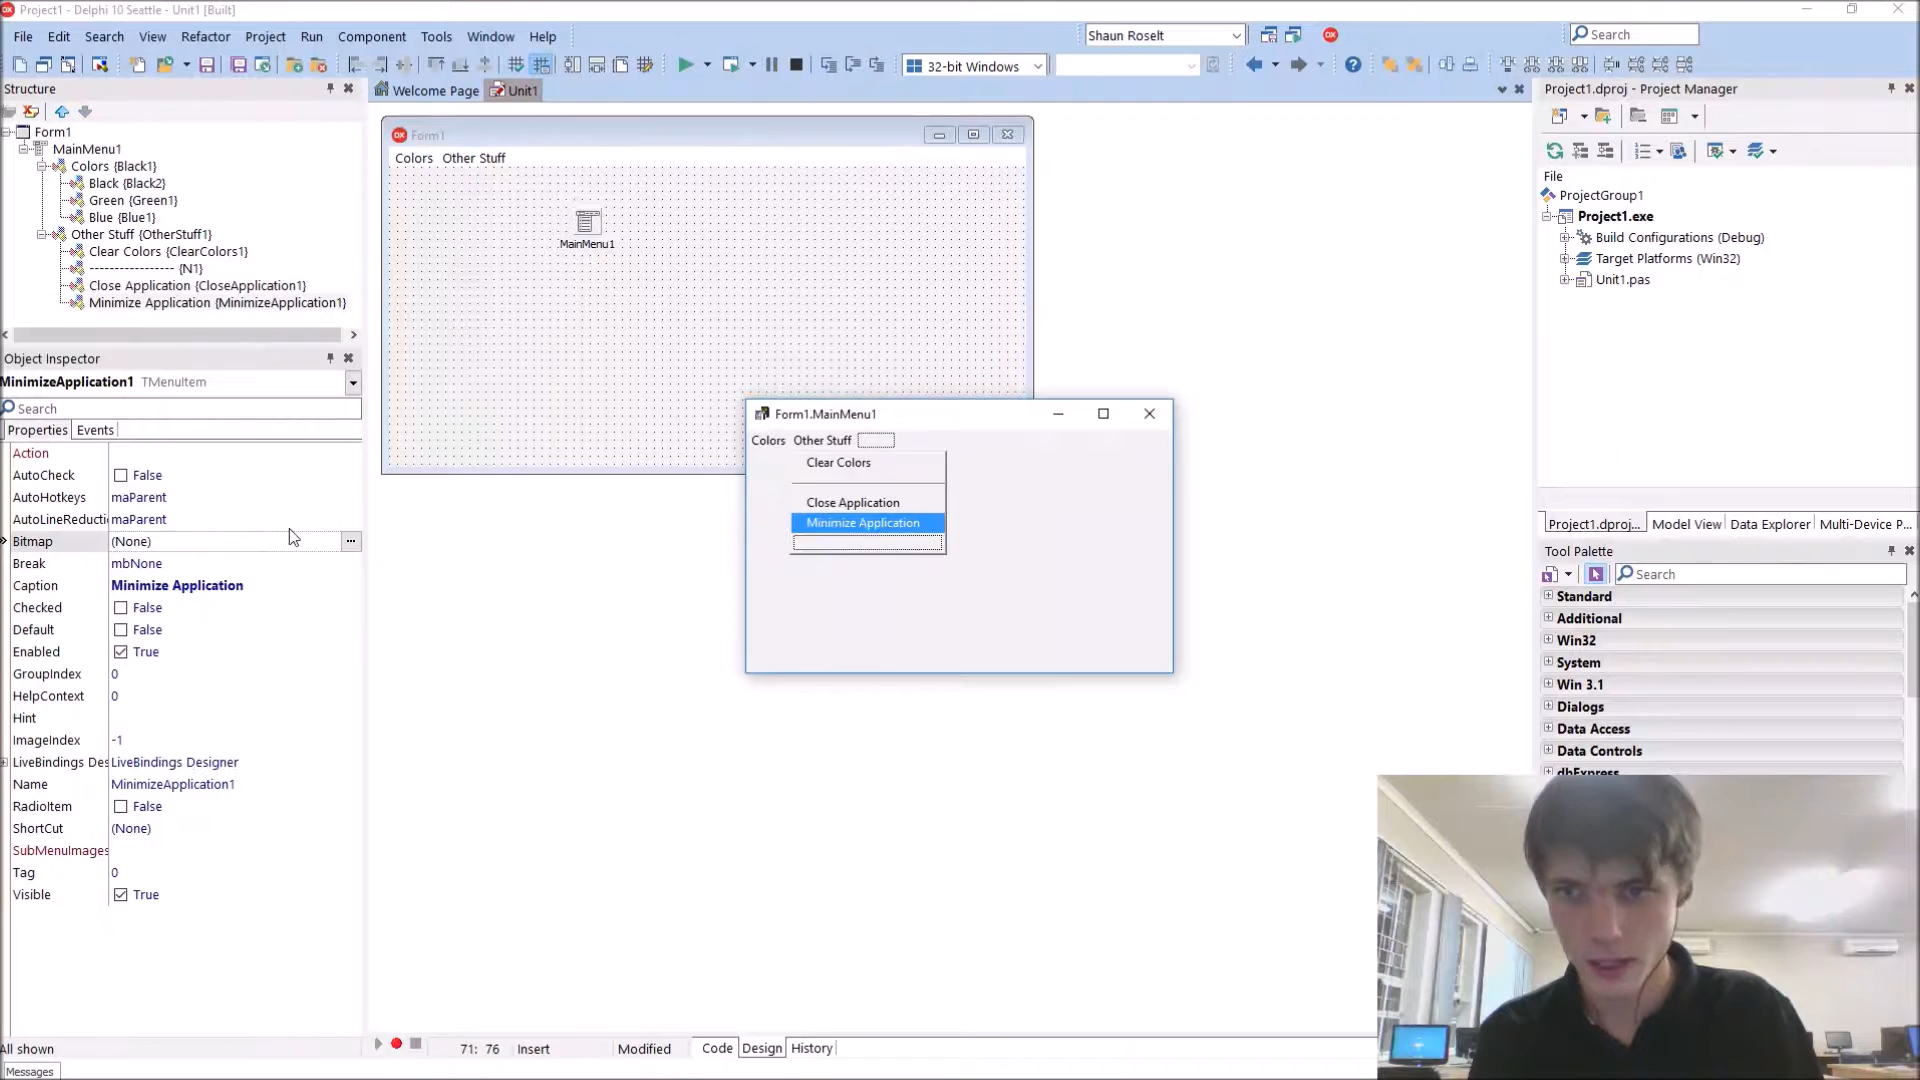 Project1 - Delphi 10 Seattle - Unit1 [Built]
File Edit Search View Refactor Project Run Component Tools Window Help
Shaun Roselt
Search
32-bit Windows
Structure
Welcome Page
Unit1
Project1.dproj - Project Manager
Form1
MainMenu1
Colors {Black1}
Black {Black2}
Green {Green1}
Blue {Blue1}
Other Stuff {OtherStuff1}
Clear Colors {ClearColors1}
----------------- {N1}
Close Application {CloseApplication1}
Minimize Application {MinimizeApplication1}
Form1
Colors Other Stuff
MainMenu1
File
ProjectGroup1
Project1.exe
Build Configurations (Debug)
Target Platforms (Win32)
Unit1.pas
Object Inspector
MinimizeApplication1 TMenuItem
Search
Properties Events
Action
AutoCheck False
AutoHotkeys maParent
AutoLineReducti maParent
Bitmap (None)
Break mbNone
Caption Minimize Application
Checked False
Default False
Enabled True
GroupIndex 0
HelpContext 0
Hint
ImageIndex -1
LiveBindings Des LiveBindings Designer
Name MinimizeApplication1
RadioItem False
ShortCut (None)
SubMenuImages
Tag 0
Visible True
Form1.MainMenu1
Colors Other Stuff
Clear Colors
Close Application
Minimize Application
Project1.dproj... Model View Data Explorer Multi-Device P...
Tool Palette
Search
Standard
Additional
Win32
System
Win 3.1
Dialogs
Data Access
Data Controls
dbExpress
All shown
71: 76 Insert Modified Code Design History
Messages